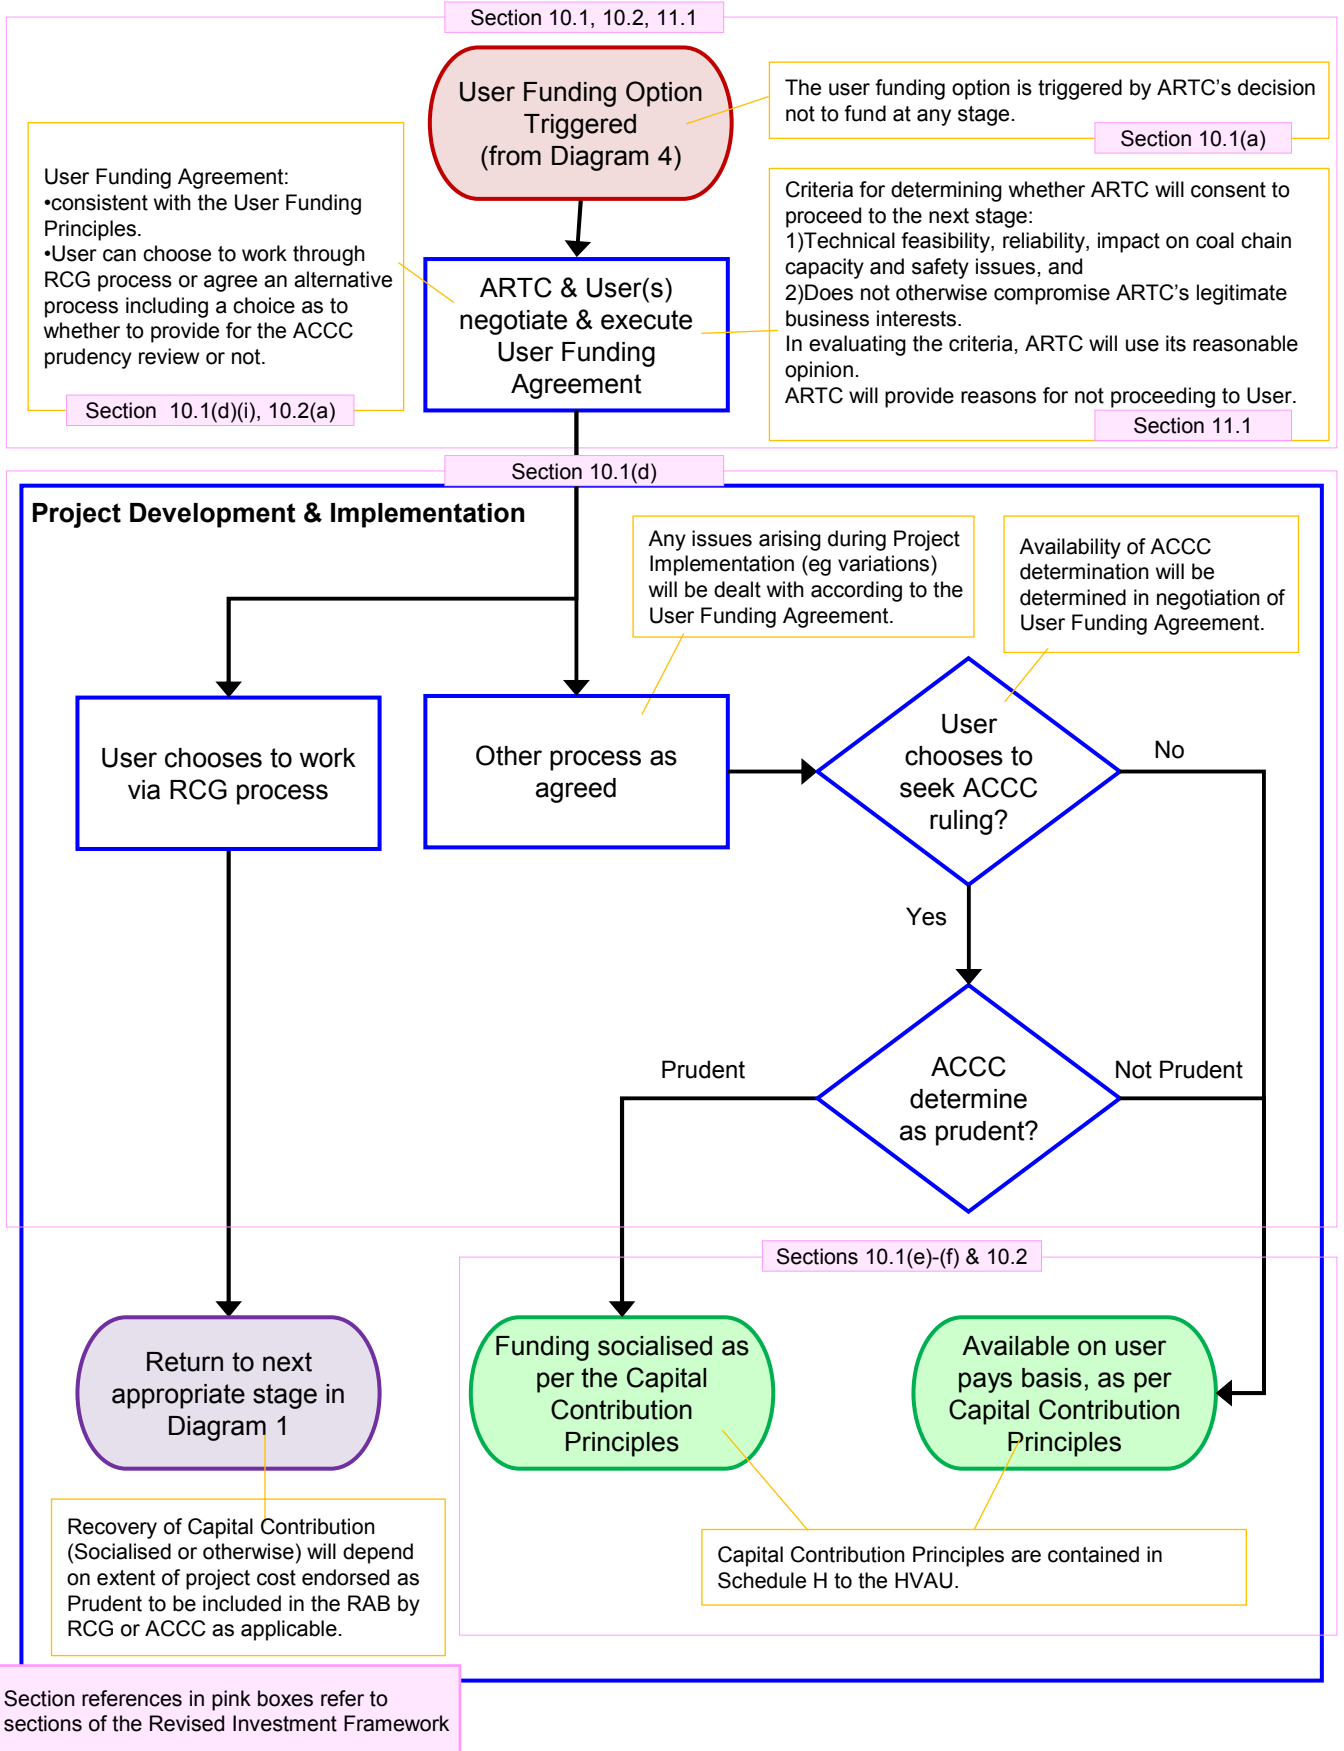 Section 10.1, 10.2, 11.1
User Funding Option
Triggered
(from Diagram 4)
The user funding option is triggered by ARTC's decision
not to fund at any stage.
Section 10.1(a)
User Funding Agreement:
•consistent with the User Funding
Principles.
•User can choose to work through
RCG process or agree an alternative
process including a choice as to
whether to provide for the ACCC
prudency review or not.
Section  10.1(d)(i), 10.2(a)
ARTC & User(s)
negotiate & execute
User Funding
Agreement
Criteria for determining whether ARTC will consent to
proceed to the next stage:
1)Technical feasibility, reliability, impact on coal chain
capacity and safety issues, and
2)Does not otherwise compromise ARTC's legitimate
business interests.
In evaluating the criteria, ARTC will use its reasonable
opinion.
ARTC will provide reasons for not proceeding to User.
Section 11.1
Section 10.1(d)
Project Development & Implementation
Any issues arising during Project
Implementation (eg variations)
will be dealt with according to the
User Funding Agreement.
Availability of ACCC
determination will be
determined in negotiation of
User Funding Agreement.
User chooses to work
via RCG process
Other process as
agreed
User
chooses to
seek ACCC
ruling?
No
Yes
Prudent
ACCC
determine
as prudent?
Not Prudent
Sections 10.1(e)-(f) & 10.2
Return to next
appropriate stage in
Diagram 1
Funding socialised as
per the Capital
Contribution
Principles
Available on user
pays basis, as per
Capital Contribution
Principles
Recovery of Capital Contribution
(Socialised or otherwise) will depend
on extent of project cost endorsed as
Prudent to be included in the RAB by
RCG or ACCC as applicable.
Capital Contribution Principles are contained in
Schedule H to the HVAU.
Section references in pink boxes refer to
sections of the Revised Investment Framework